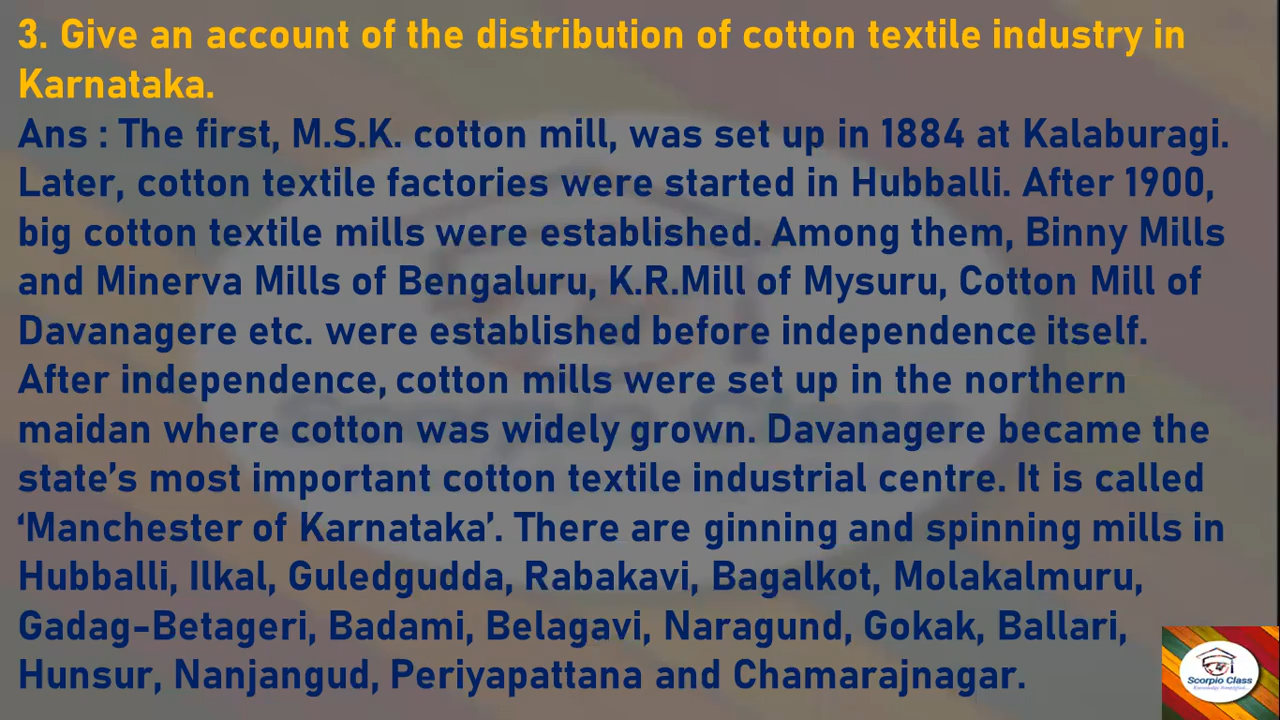 3. Give an account of the distribution of cotton textile industry in
Karnataka.
Ans : The first, M.S.K. cotton mill, was set up in 1884 at Kalaburagi.
Later, cotton textile factories were started in Hubballi. After 1900,
big cotton textile mills were established. Among them, Binny Mills
and Minerva Mills of Bengaluru, K.R.Mill of Mysuru, Cotton Mill of
Davanagere etc. were established before independence itself.
After independence, cotton mills were set up in the northern
maidan where cotton was widely grown. Davanagere became the
state’s most important cotton textile industrial centre. It is called
‘Manchester of Karnataka’. There are ginning and spinning mills in
Hubballi, Ilkal, Guledgudda, Rabakavi, Bagalkot, Molakalmuru,
Gadag-Betageri, Badami, Belagavi, Naragund, Gokak, Ballari,
Hunsur, Nanjangud, Periyapattana and Chamarajnagar.
Scorpio Class